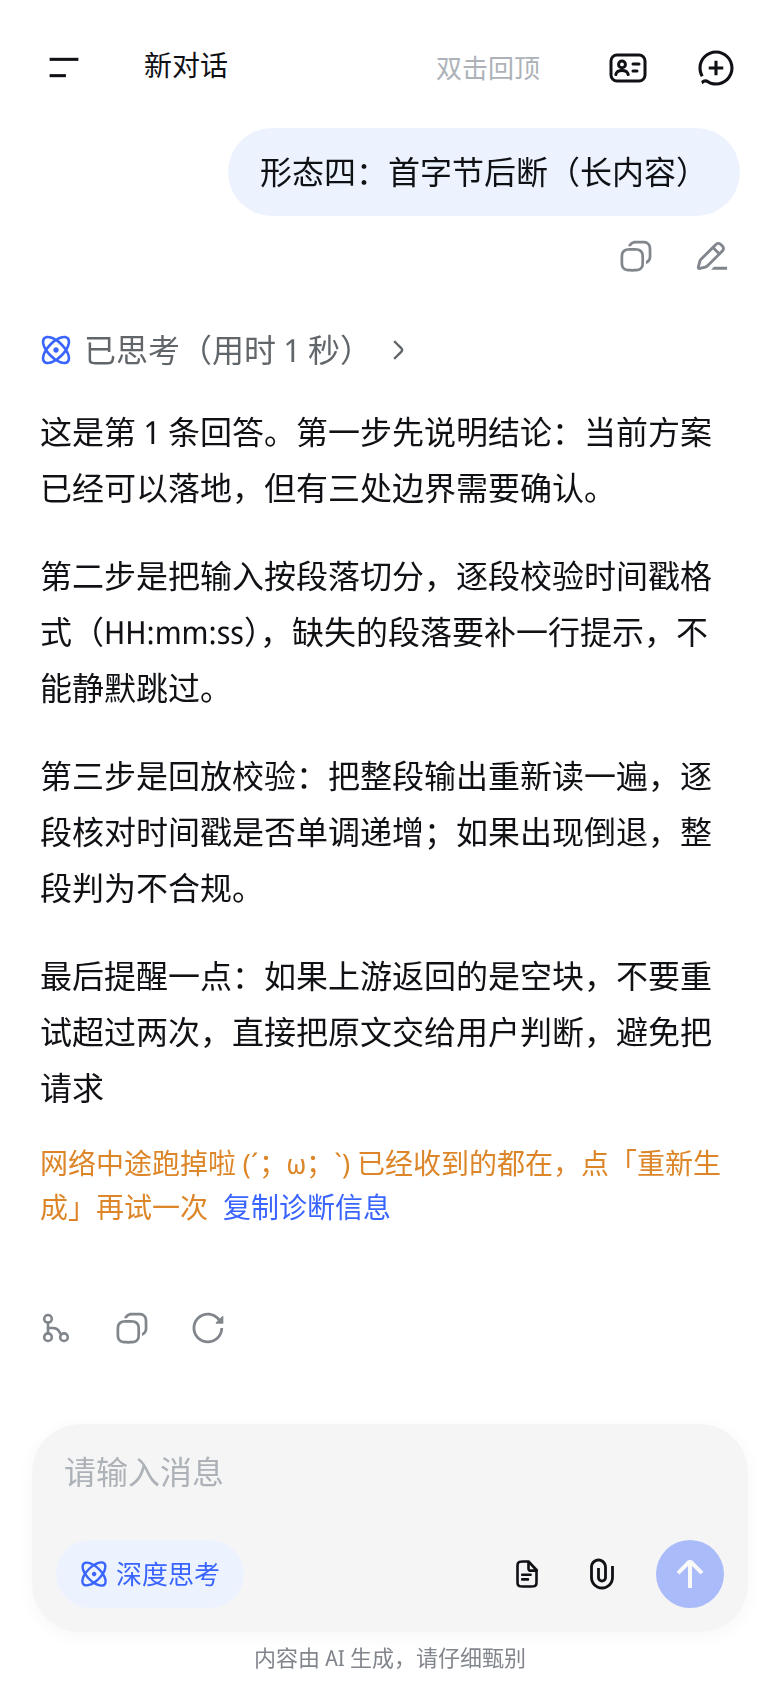 新对话
双击回顶
形态四：首字节后断（长内容）
已思考（用时 1 秒）
这是第 1 条回答。第一步先说明结论：当前方案
已经可以落地，但有三处边界需要确认。
第二步是把输入按段落切分，逐段校验时间戳格
式（HH:mm:ss），缺失的段落要补一行提示，不
能静默跳过。
第三步是回放校验：把整段输出重新读一遍，逐
段核对时间戳是否单调递增；如果出现倒退，整
段判为不合规。
最后提醒一点：如果上游返回的是空块，不要重
试超过两次，直接把原文交给用户判断，避免把
请求
网络中途跑掉啦 (´；ω；`) 已经收到的都在，点「重新生
成」再试一次 复制诊断信息
请输入消息
深度思考
内容由 AI 生成，请仔细甄别